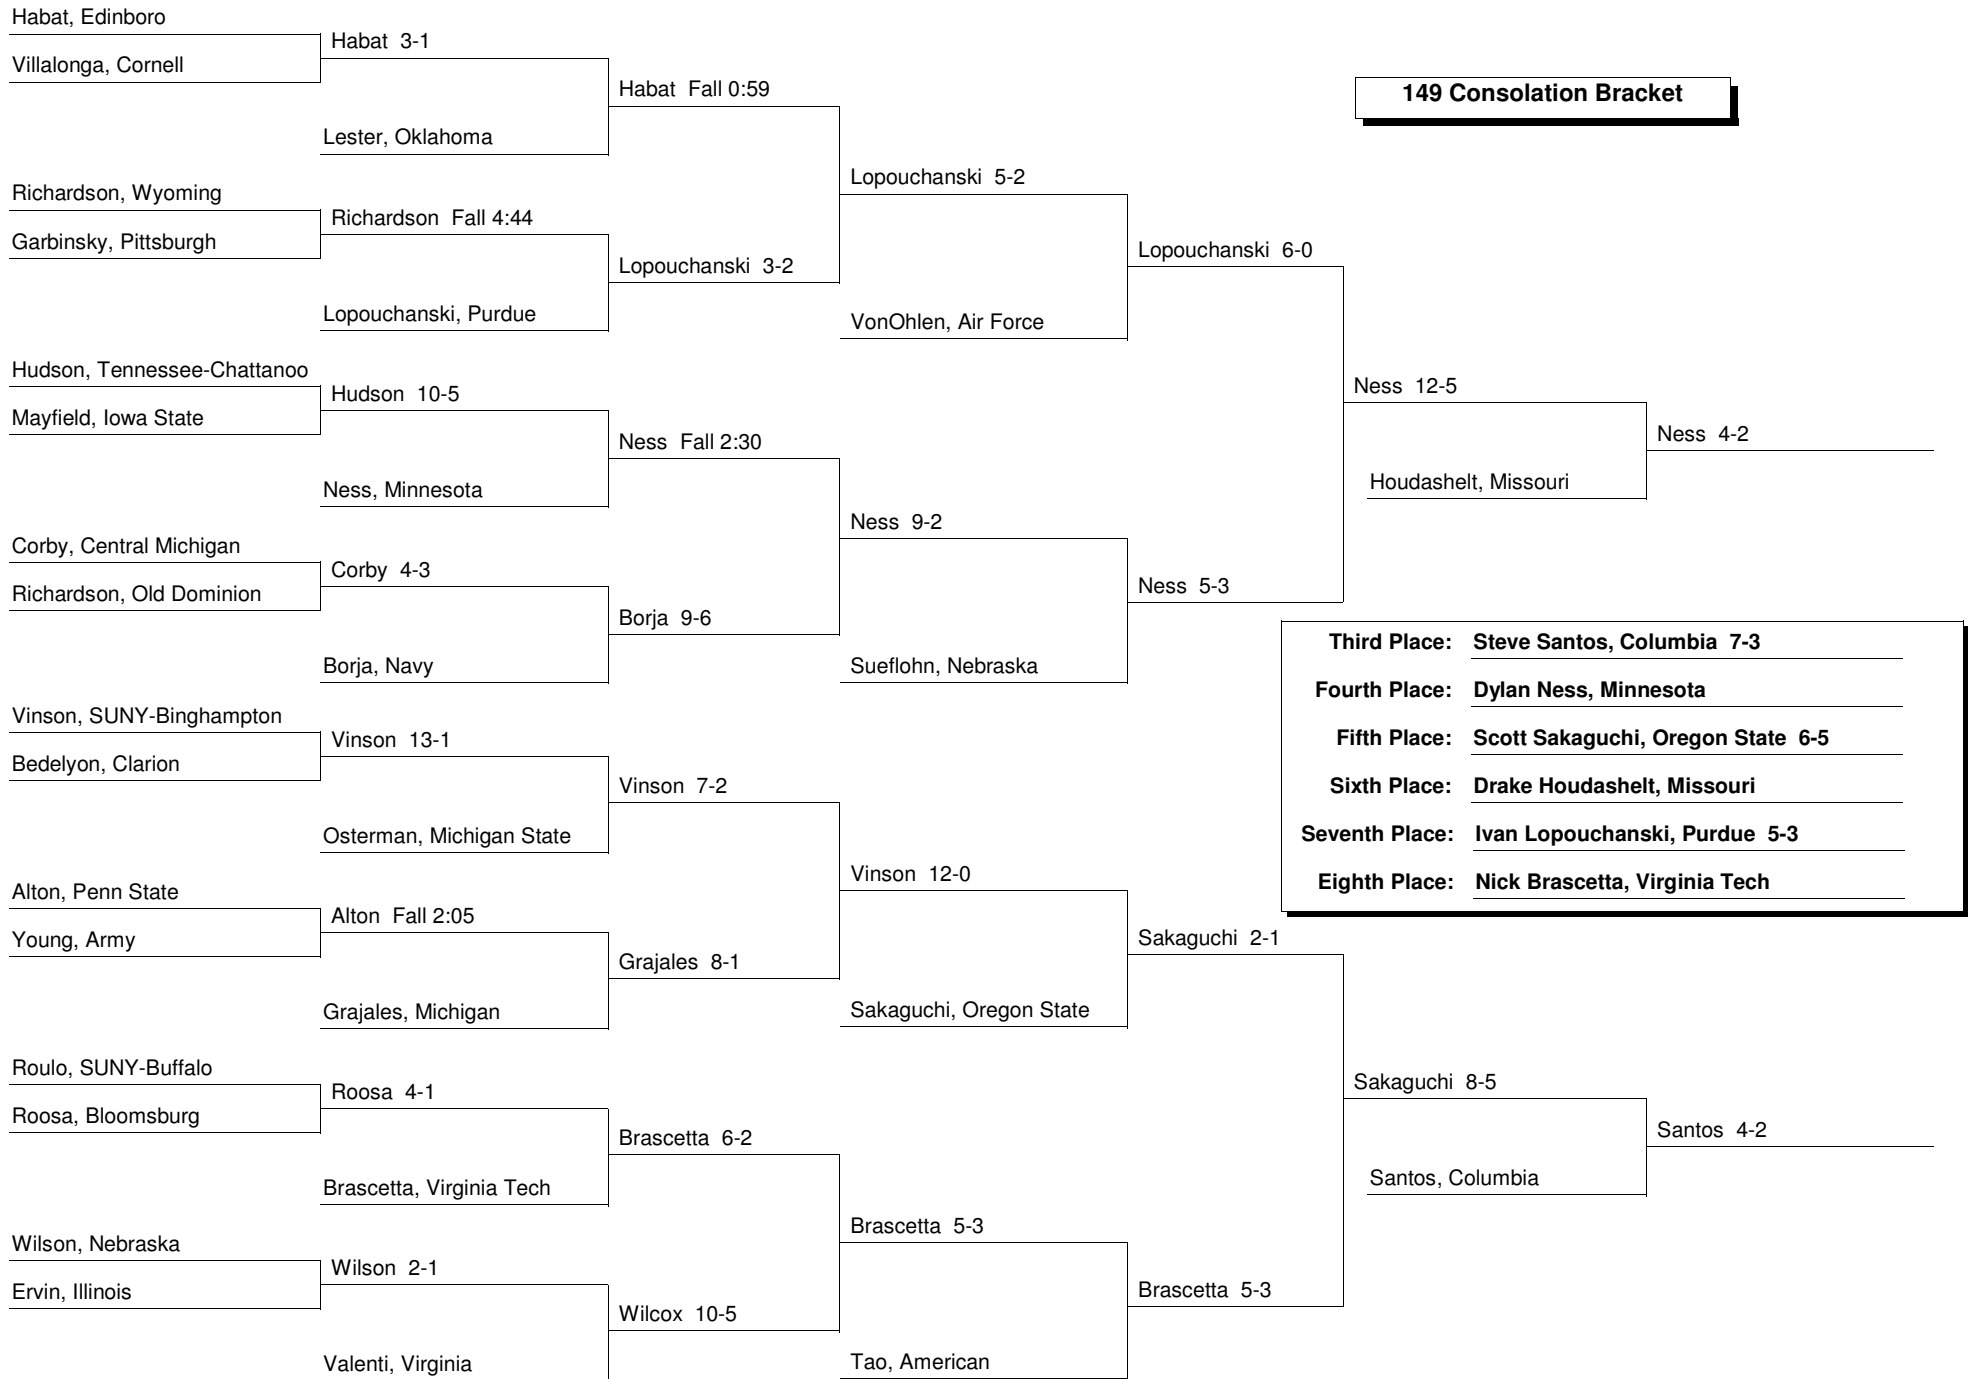 Habat, Edinboro
Villalonga, Cornell
Habat 3-1
Lester, Oklahoma
Habat Fall 0:59
Richardson, Wyoming
Garbinsky, Pittsburgh
Richardson Fall 4:44
Lopouchanski, Purdue
Lopouchanski 3-2
Lopouchanski 5-2
VonOhlen, Air Force
Lopouchanski 6-0
Hudson, Tennessee-Chattanoo
Mayfield, Iowa State
Hudson 10-5
Ness, Minnesota
Ness Fall 2:30
Corby, Central Michigan
Richardson, Old Dominion
Corby 4-3
Borja, Navy
Borja 9-6
Ness 9-2
Sueflohn, Nebraska
Ness 5-3
Ness 12-5
Houdashelt, Missouri
Ness 4-2
149 Consolation Bracket
Vinson, SUNY-Binghampton
Bedelyon, Clarion
Vinson 13-1
Osterman, Michigan State
Vinson 7-2
Alton, Penn State
Young, Army
Alton Fall 2:05
Grajales, Michigan
Grajales 8-1
Vinson 12-0
Sakaguchi, Oregon State
Sakaguchi 2-1
Roulo, SUNY-Buffalo
Roosa, Bloomsburg
Roosa 4-1
Brascetta, Virginia Tech
Brascetta 6-2
Wilson, Nebraska
Ervin, Illinois
Wilson 2-1
Valenti, Virginia
Wilcox 10-5
Brascetta 5-3
Tao, American
Brascetta 5-3
Sakaguchi 8-5
Santos, Columbia
Santos 4-2
Third Place: Steve Santos, Columbia 7-3
Fourth Place: Dylan Ness, Minnesota
Fifth Place: Scott Sakaguchi, Oregon State 6-5
Sixth Place: Drake Houdashelt, Missouri
Seventh Place: Ivan Lopouchanski, Purdue 5-3
Eighth Place: Nick Brascetta, Virginia Tech